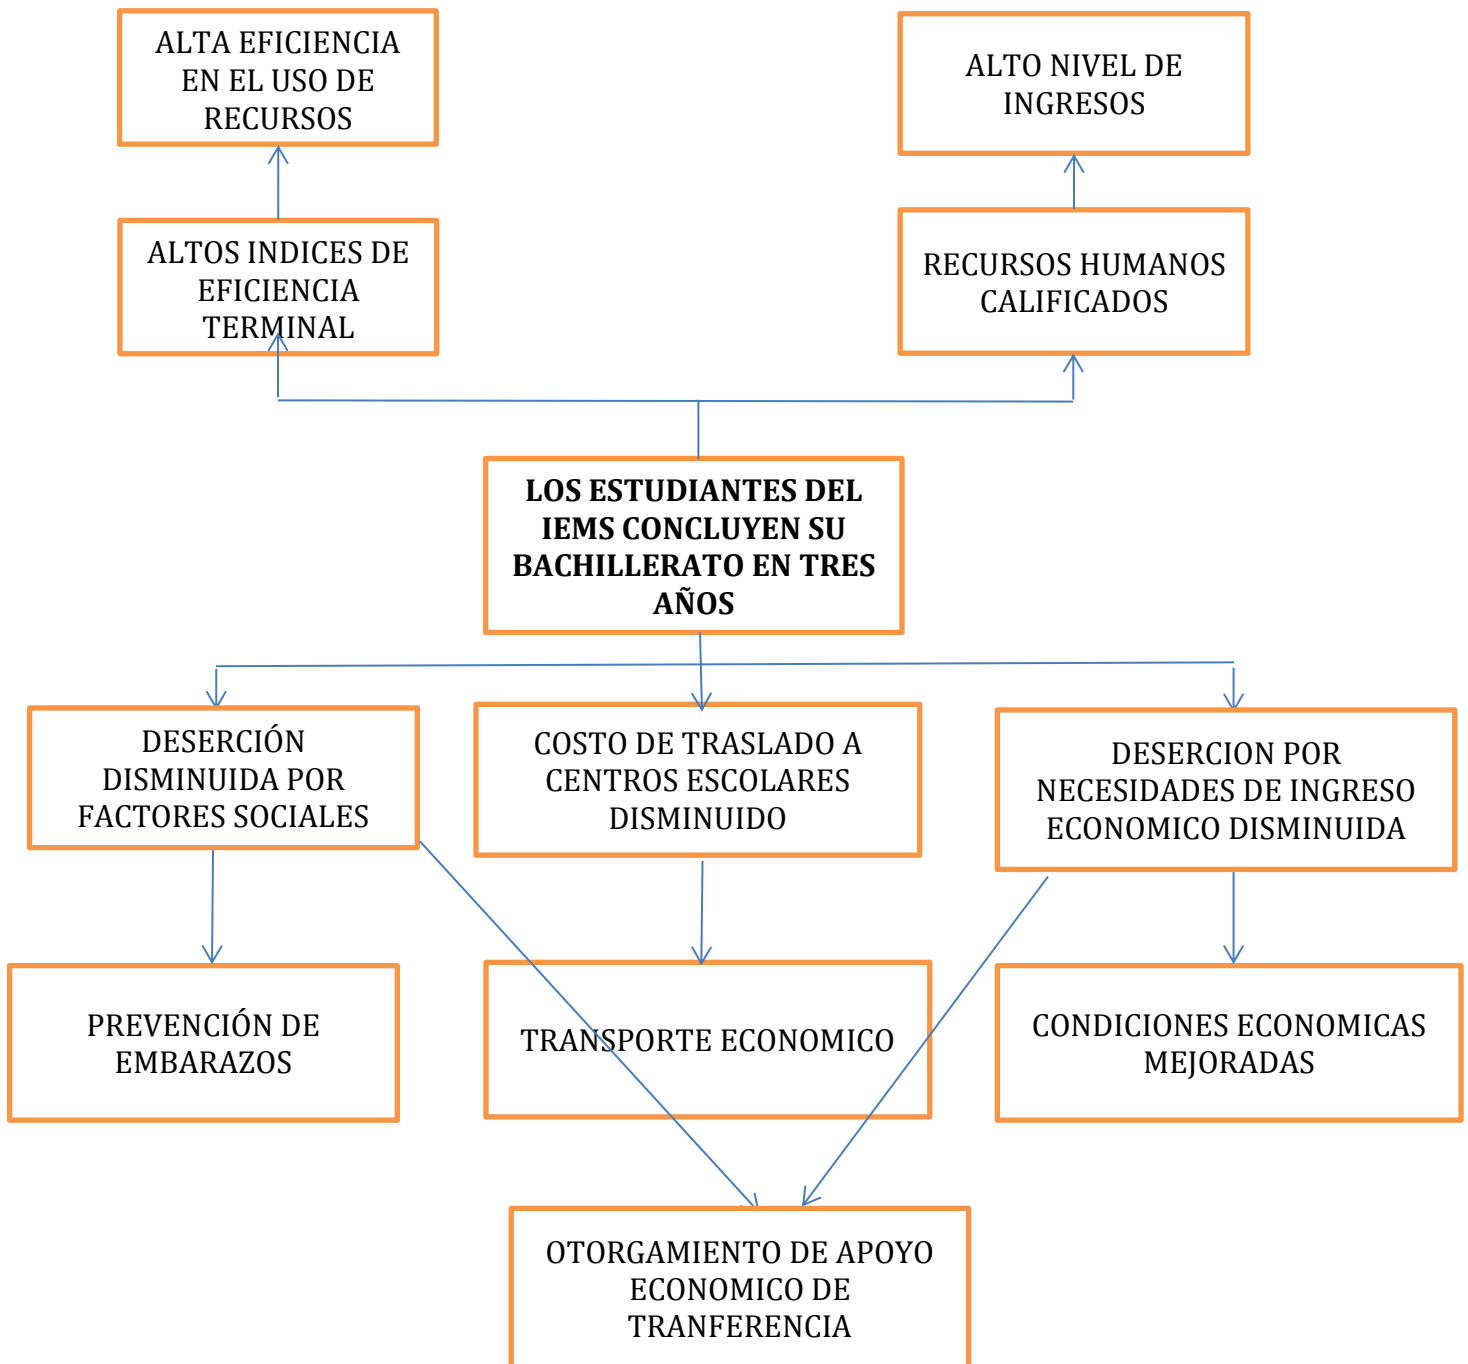 ALTA EFICIENCIA
EN EL USO DE
RECURSOS
ALTO NIVEL DE
INGRESOS
ALTOS INDICES DE
EFICIENCIA
TERMINAL
RECURSOS HUMANOS
CALIFICADOS
LOS ESTUDIANTES DEL
IEMS CONCLUYEN SU
BACHILLERATO EN TRES
AÑOS
DESERCIÓN
DISMINUIDA POR
FACTORES SOCIALES
COSTO DE TRASLADO A
CENTROS ESCOLARES
DISMINUIDO
DESERCION POR
NECESIDADES DE INGRESO
ECONOMICO DISMINUIDA
PREVENCIÓN DE
EMBARAZOS
TRANSPORTE ECONOMICO
CONDICIONES ECONOMICAS
MEJORADAS
OTORGAMIENTO DE APOYO
ECONOMICO DE
TRANFERENCIA